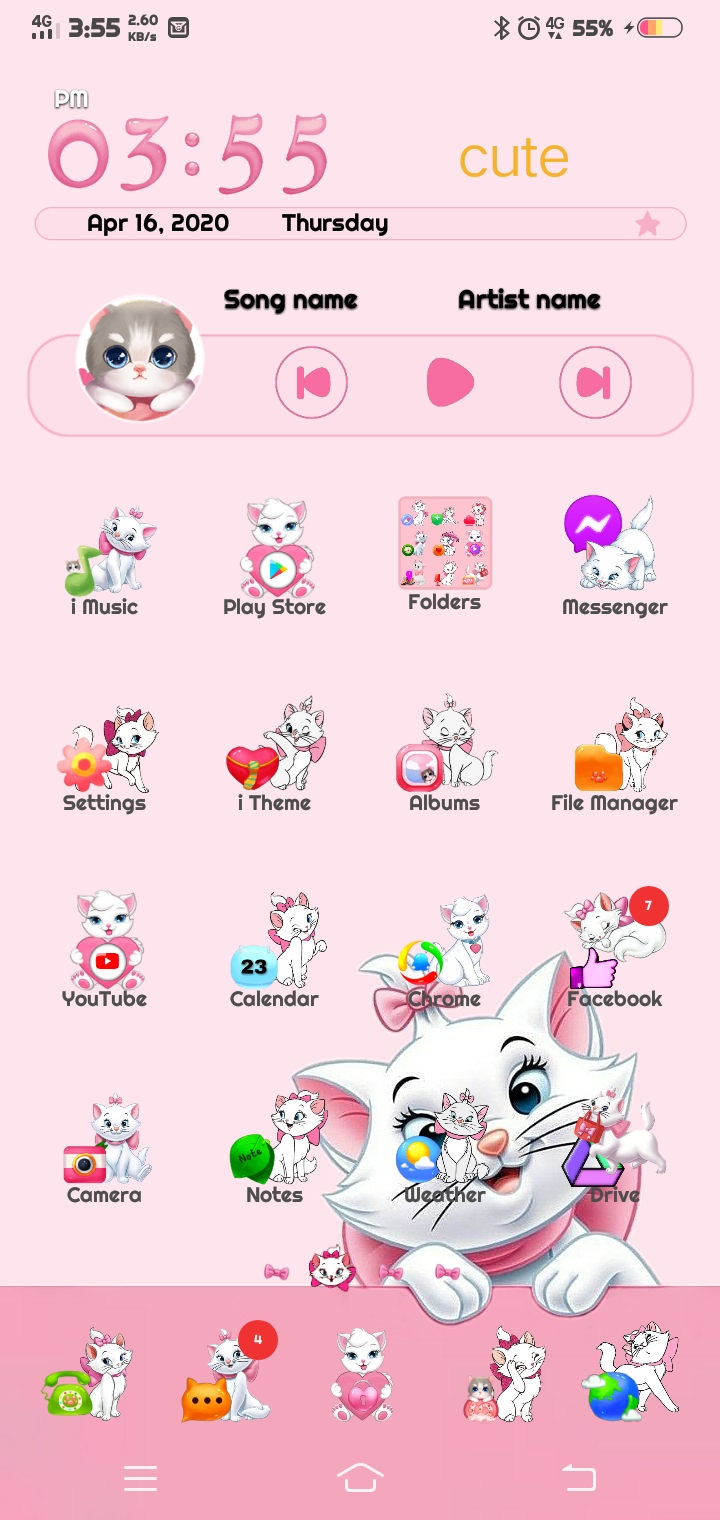 4G 3:55 2.60 KB/s 4G 55%
PM
03:55 cute
Apr 16, 2020 Thursday
Song name Artist name
i Music Play Store Folders Messenger
Settings i Theme Albums File Manager
7
23
YouTube Calendar Chrome Facebook
Note
Camera Notes Weather Drive
4